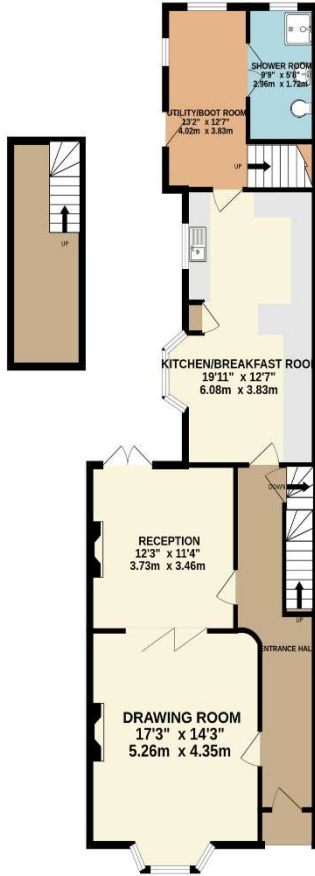 SHOWER ROOM
9'9" x 5'8"
2.96m x 1.72m
UTILITY/BOOT ROOM
13'2" x 12'7"
4.02m x 3.83m
UP
UP
KITCHEN/BREAKFAST ROOM
19'11" x 12'7"
6.08m x 3.83m
DOWN
RECEPTION
12'3" x 11'4"
3.73m x 3.46m
UP
ENTRANCE HALL
DRAWING ROOM
17'3" x 14'3"
5.26m x 4.35m